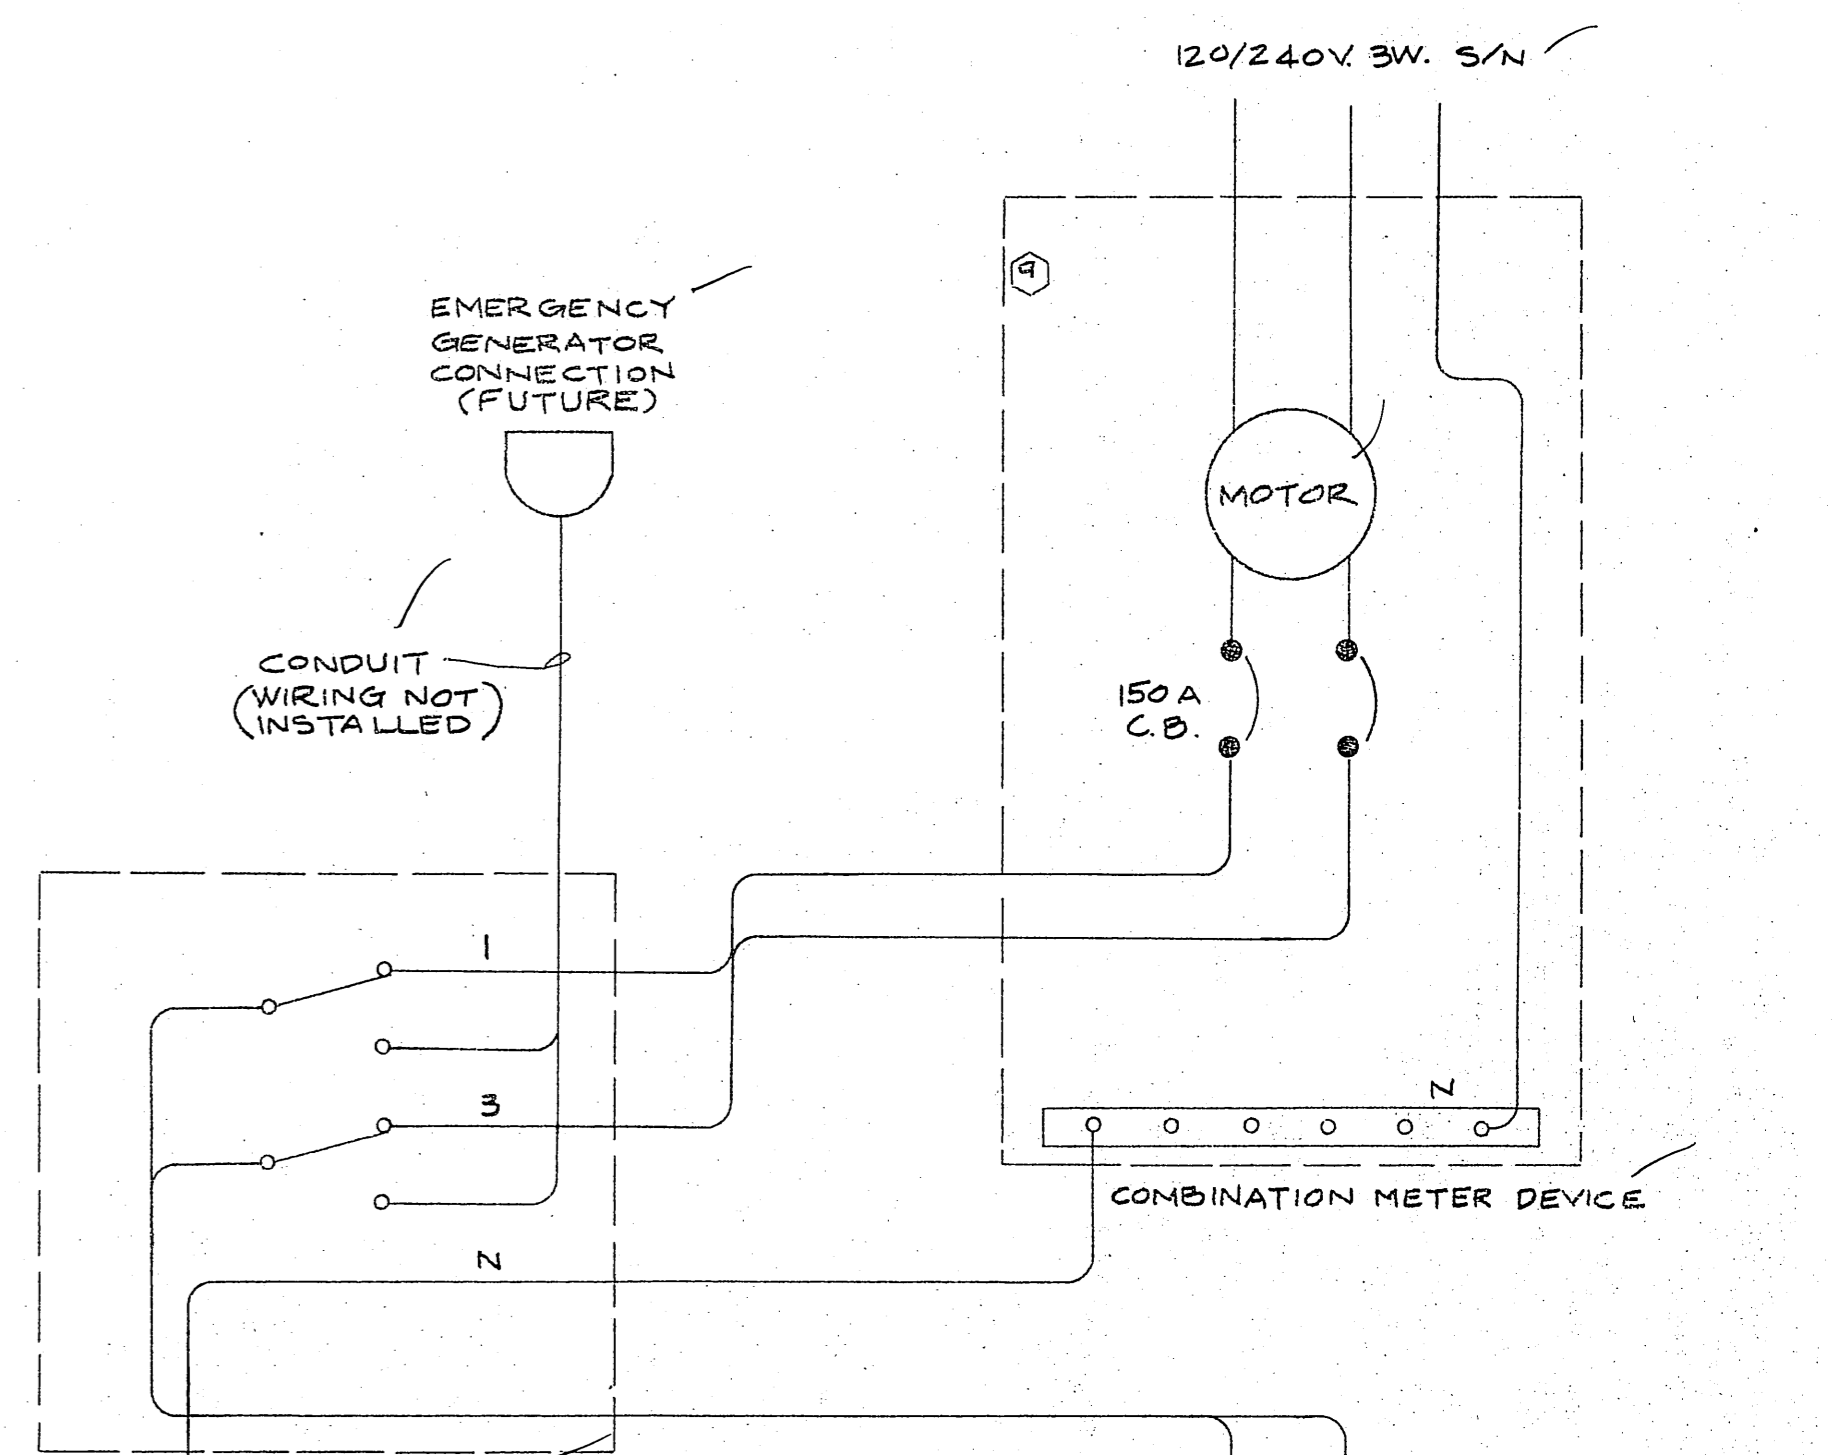 120/240V. 3W. S/N
9
EMERGENCY
GENERATOR
CONNECTION
(FUTURE)
MOTOR
CONDUIT
(WIRING NOT
INSTALLED)
150 A
C.B.
1
3
N
N
COMBINATION METER DEVICE